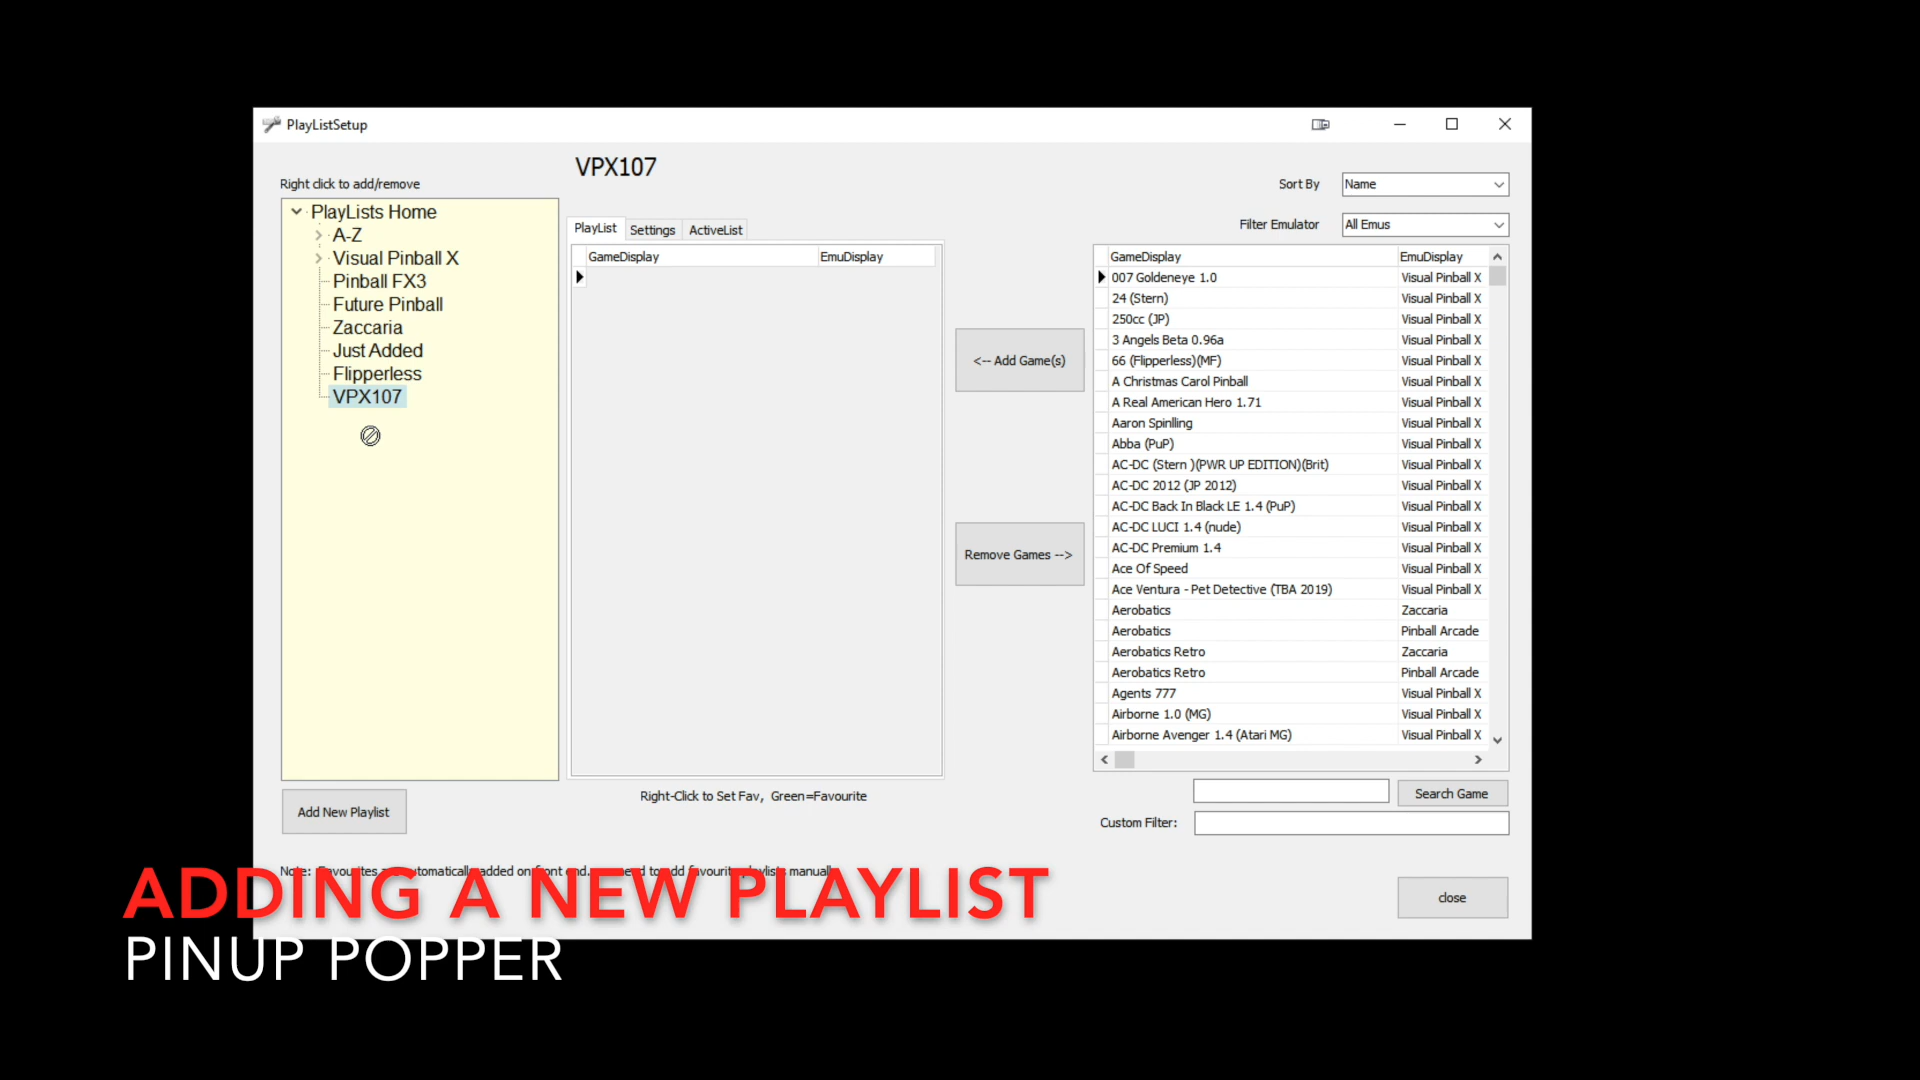 PlayListSetup
VPX107
Right click to add/remove
Sort By
Name
Filter Emulator
All Emus
PlayLists Home
A-Z
Visual Pinball X
Pinball FX3
Future Pinball
Zaccaria
Just Added
Flipperless
VPX107
PlayList
Settings
ActiveList
GameDisplay EmuDisplay
<-- Add Game(s)
Remove Games -->
GameDisplay EmuDisplay
007 Goldeneye 1.0 Visual Pinball X
24 (Stern) Visual Pinball X
250cc (JP) Visual Pinball X
3 Angels Beta 0.96a Visual Pinball X
66 (Flipperless)(MF) Visual Pinball X
A Christmas Carol Pinball Visual Pinball X
A Real American Hero 1.71 Visual Pinball X
Aaron Spinlling Visual Pinball X
Abba (PuP) Visual Pinball X
AC-DC (Stern )(PWR UP EDITION)(Brit) Visual Pinball X
AC-DC 2012 (JP 2012) Visual Pinball X
AC-DC Back In Black LE 1.4 (PuP) Visual Pinball X
AC-DC LUCI 1.4 (nude) Visual Pinball X
AC-DC Premium 1.4 Visual Pinball X
Ace Of Speed Visual Pinball X
Ace Ventura - Pet Detective (TBA 2019) Visual Pinball X
Aerobatics Zaccaria
Aerobatics Pinball Arcade
Aerobatics Retro Zaccaria
Aerobatics Retro Pinball Arcade
Agents 777 Visual Pinball X
Airborne 1.0 (MG) Visual Pinball X
Airborne Avenger 1.4 (Atari MG) Visual Pinball X
Right-Click to Set Fav, Green=Favourite
Search Game
Custom Filter:
Add New Playlist
Note: added on
close
ADDING A NEW PLAYLIST
PINUP POPPER